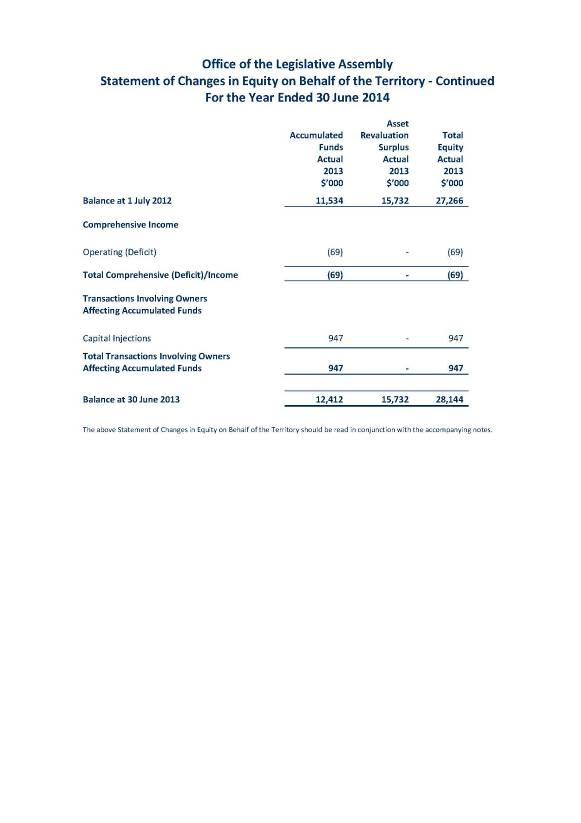 Office of the Legislative Assembly
Statement of Changes in Equity on Behalf of the Territory - Continued
For the Year Ended 30 June 2014
Asset
Accumulated Revaluation Total
Funds Surplus Equity
Actual Actual Actual
2013 2013 2013
$'000 $'000 $'000
Balance at 1 July 2012 11,534 15,732 27,266
Comprehensive Income
Operating (Deficit) (69) - (69)
Total Comprehensive (Deficit)/Income (69) - (69)
Transactions Involving Owners
Affecting Accumulated Funds
Capital Injections 947 - 947
Total Transactions Involving Owners
Affecting Accumulated Funds 947 - 947
Balance at 30 June 2013 12,412 15,732 28,144
The above Statement of Changes in Equity on Behalf of the Territory should be read in conjunction with the accompanying notes.